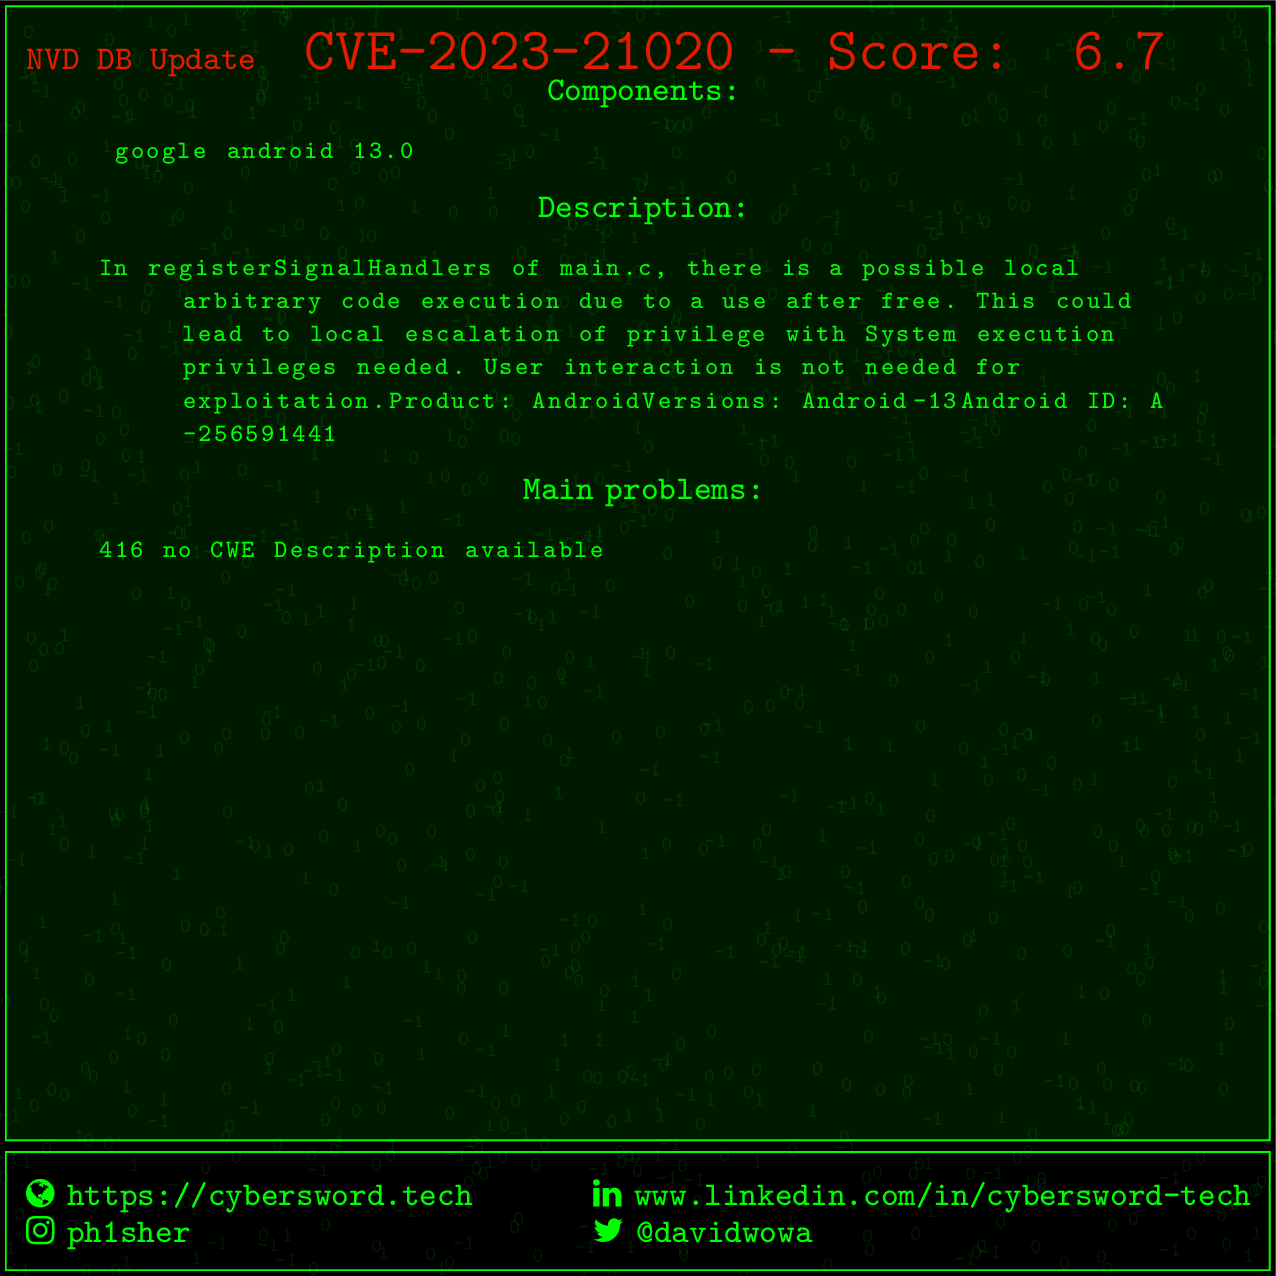 NVD DB Update CVE-2023-21020 - Score: 6.7
Components:
google android 13.0
Description:
In registerSignalHandlers of main.c, there is a possible local
arbitrary code execution due to a use after free. This could
lead to local escalation of privilege with System execution
privileges needed. User interaction is not needed for
exploitation.Product: AndroidVersions: Android-13Android ID: A
-256591441
Main problems:
416 no CWE Description available
https://cybersword.tech
www.linkedin.com/in/cybersword-tech
ph1sher
@davidwowa